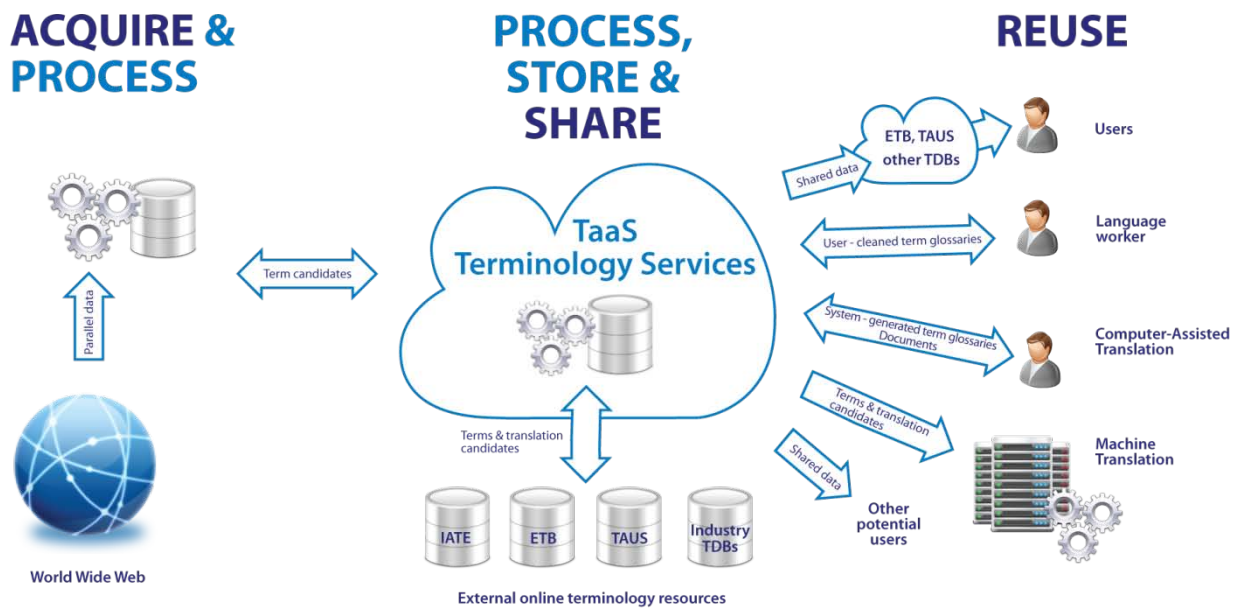 ACQUIRE &
PROCESS
PROCESS,
STORE &
SHARE
REUSE
Parallel data
World Wide Web
Term candidates
TaaS
Terminology Services
Terms & translation
candidates
IATE
ETB
TAUS
Industry
TDBs
External online terminology resources
Shared data
ETB, TAUS
other TDBs
Users
User - cleaned term glossaries
Language
worker
System - generated term glossaries
Documents
Computer-Assisted
Translation
Terms & translation
candidates
Machine
Translation
Shared data
Other
potential
users